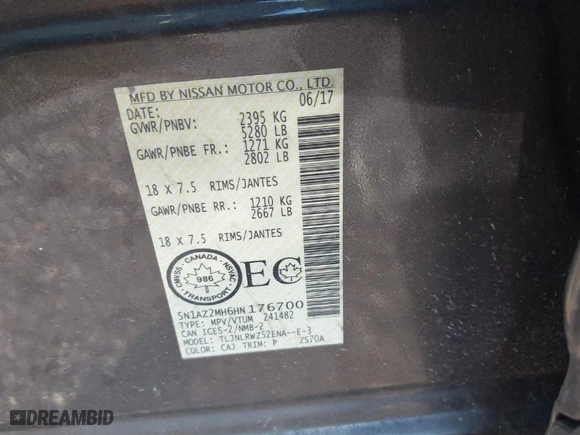 MFD BY NISSAN MOTOR CO., LTD.
DATE: 06/17
GVWR/PNBV: 2395 KG
5280 LB
GAWR/PNBE FR.: 1271 KG
2802 LB
18 X 7.5 RIMS/JANTES
GAWR/PNBE RR.: 1210 KG
2667 LB
18 X 7.5 RIMS/JANTES
CMVSS · CANADA · NSVAC
986
EC
5N1AZ2MH6HN176700
TYPE: MPV/VTUM 241482
CAN ICES-2/NMB-2
MODEL: TLJNLRWZ52ENA--E-3
COLOR: CAJ TRIM: P ZS70A
DREAMBID